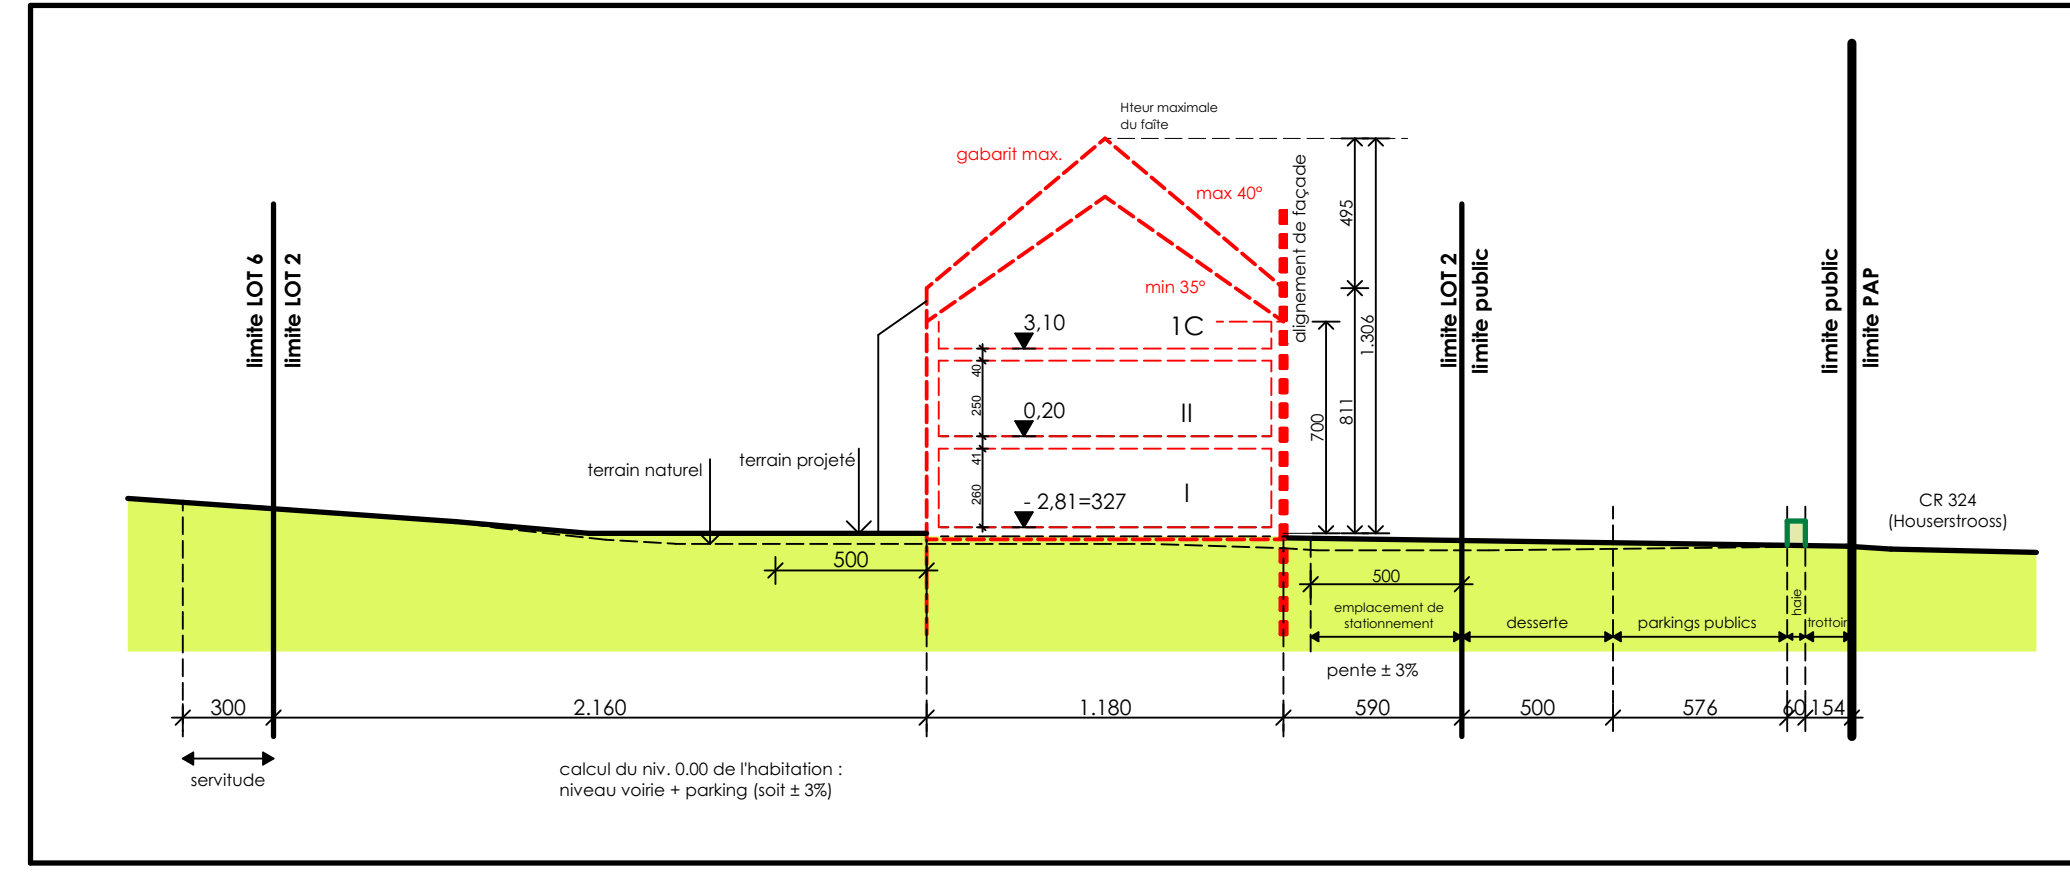 Hteur maximale
du faîte
gabarit max.
max 40°
min 35°
alignement de façade
495
1.306
811
700
limite LOT 6
limite LOT 2
limite LOT 2
limite public
limite public
limite PAP
3,10
1C
40
250
0,20
II
41
260
- 2,81=327
I
terrain naturel
terrain projeté
CR 324
(Houserstrooss)
500
500
emplacement de
stationnement
desserte
parkings publics
haie
trottoir
pente ± 3%
300
2.160
1.180
590
500
576
60
154
servitude
calcul du niv. 0.00 de l'habitation :
niveau voirie + parking (soit ± 3%)